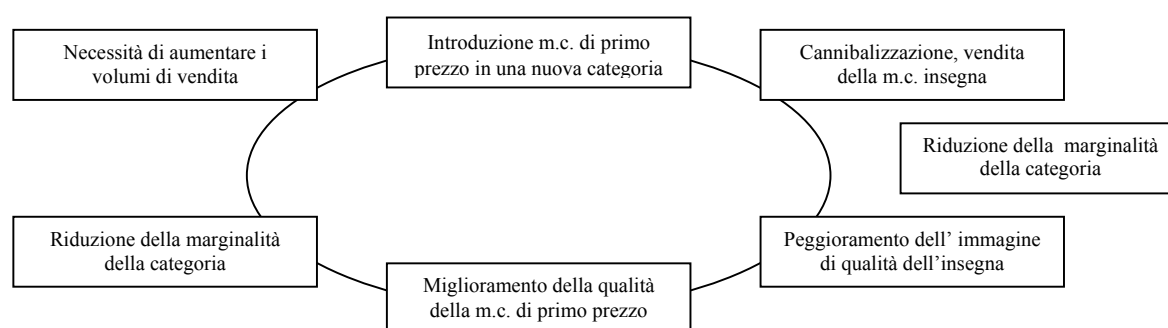 Necessità di aumentare i
volumi di vendita
Introduzione m.c. di primo
prezzo in una nuova categoria
Cannibalizzazione, vendita
della m.c. insegna
Riduzione della marginalità
della categoria
Riduzione della marginalità
della categoria
Miglioramento della qualità
della m.c. di primo prezzo
Peggioramento dell’ immagine
di qualità dell’insegna